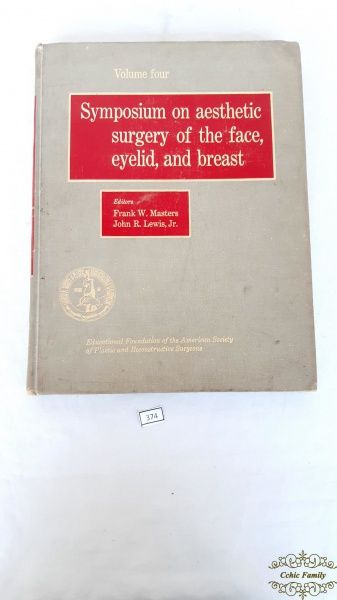 Volume four
Symposium on aesthetic
surgery of the face,
eyelid, and breast
Editors
Frank W. Masters
John R. Lewis, Jr.
Educational Foundation of the American Society
of Plastic and Reconstructive Surgeons
374
Cchic Family